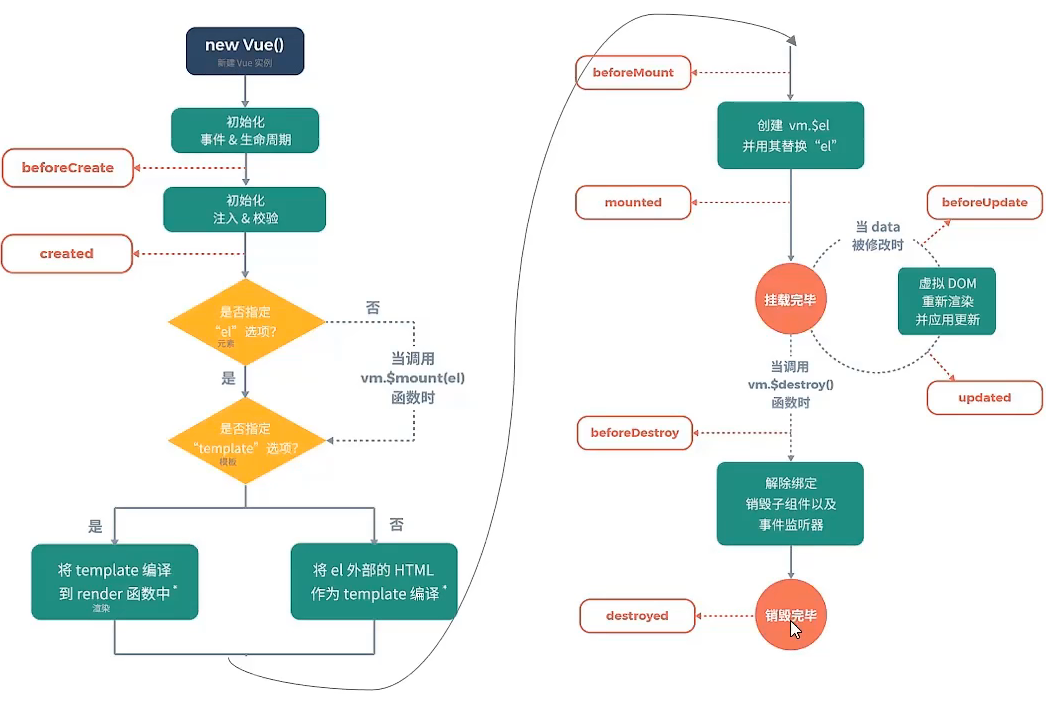 new Vue()
新建 Vue 实例
初始化
事件 & 生命周期
beforeCreate
初始化
注入 & 校验
created
是否指定
“el”选项?
元素
否
是
当调用
vm.$mount(el)
函数时
是否指定
“template”选项?
模板
是
否
将 template 编译
到 render 函数中*
渲染
将 el 外部的 HTML
作为 template 编译*
beforeMount
创建 vm.$el
并用其替换“el”
mounted
beforeUpdate
当 data
被修改时
挂载完毕
虚拟 DOM
重新渲染
并应用更新
updated
当调用
vm.$destroy()
函数时
beforeDestroy
解除绑定
销毁子组件以及
事件监听器
destroyed
销毁完毕